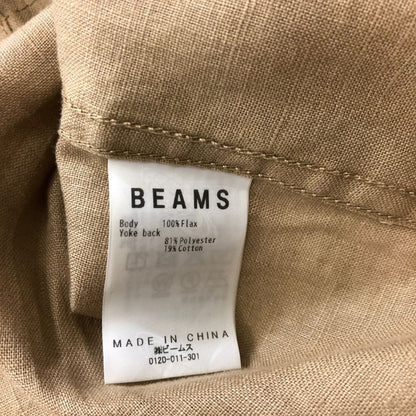 BEAMS
Body 100% Flax
Yoke back
81% Polyester
19% Cotton
MADE IN CHINA
㈱ビームス
0120-011-301